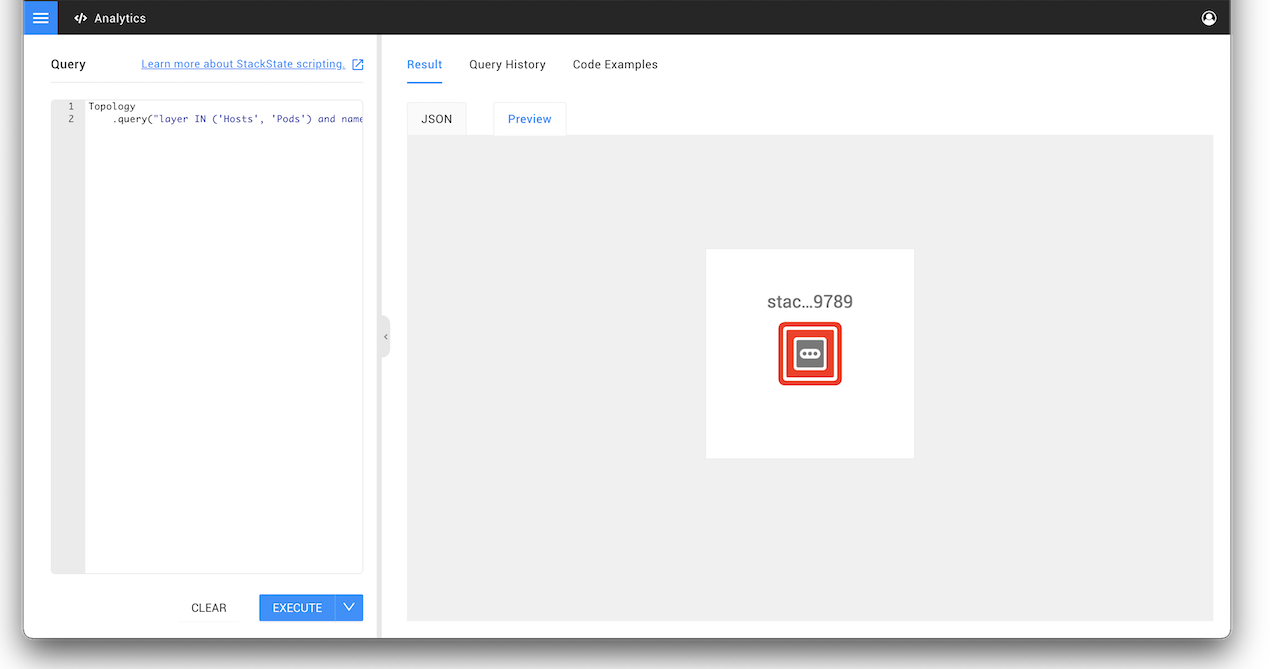 </> Analytics
Query
Learn more about StackState scripting.
1 Topology
2 .query("layer IN ('Hosts', 'Pods') and name
CLEAR
EXECUTE
Result
Query History
Code Examples
JSON
Preview
stac...9789